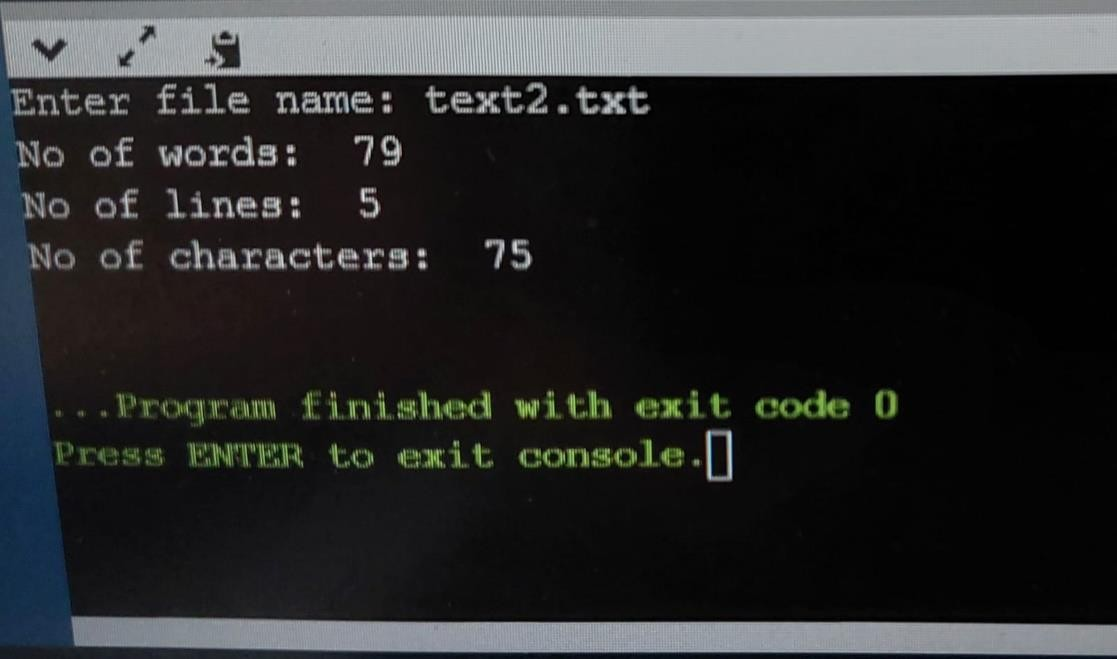 Enter file name: text2.txt
No of words:  79
No of lines:  5
No of characters:  75
...Program finished with exit code 0
Press ENTER to exit console.